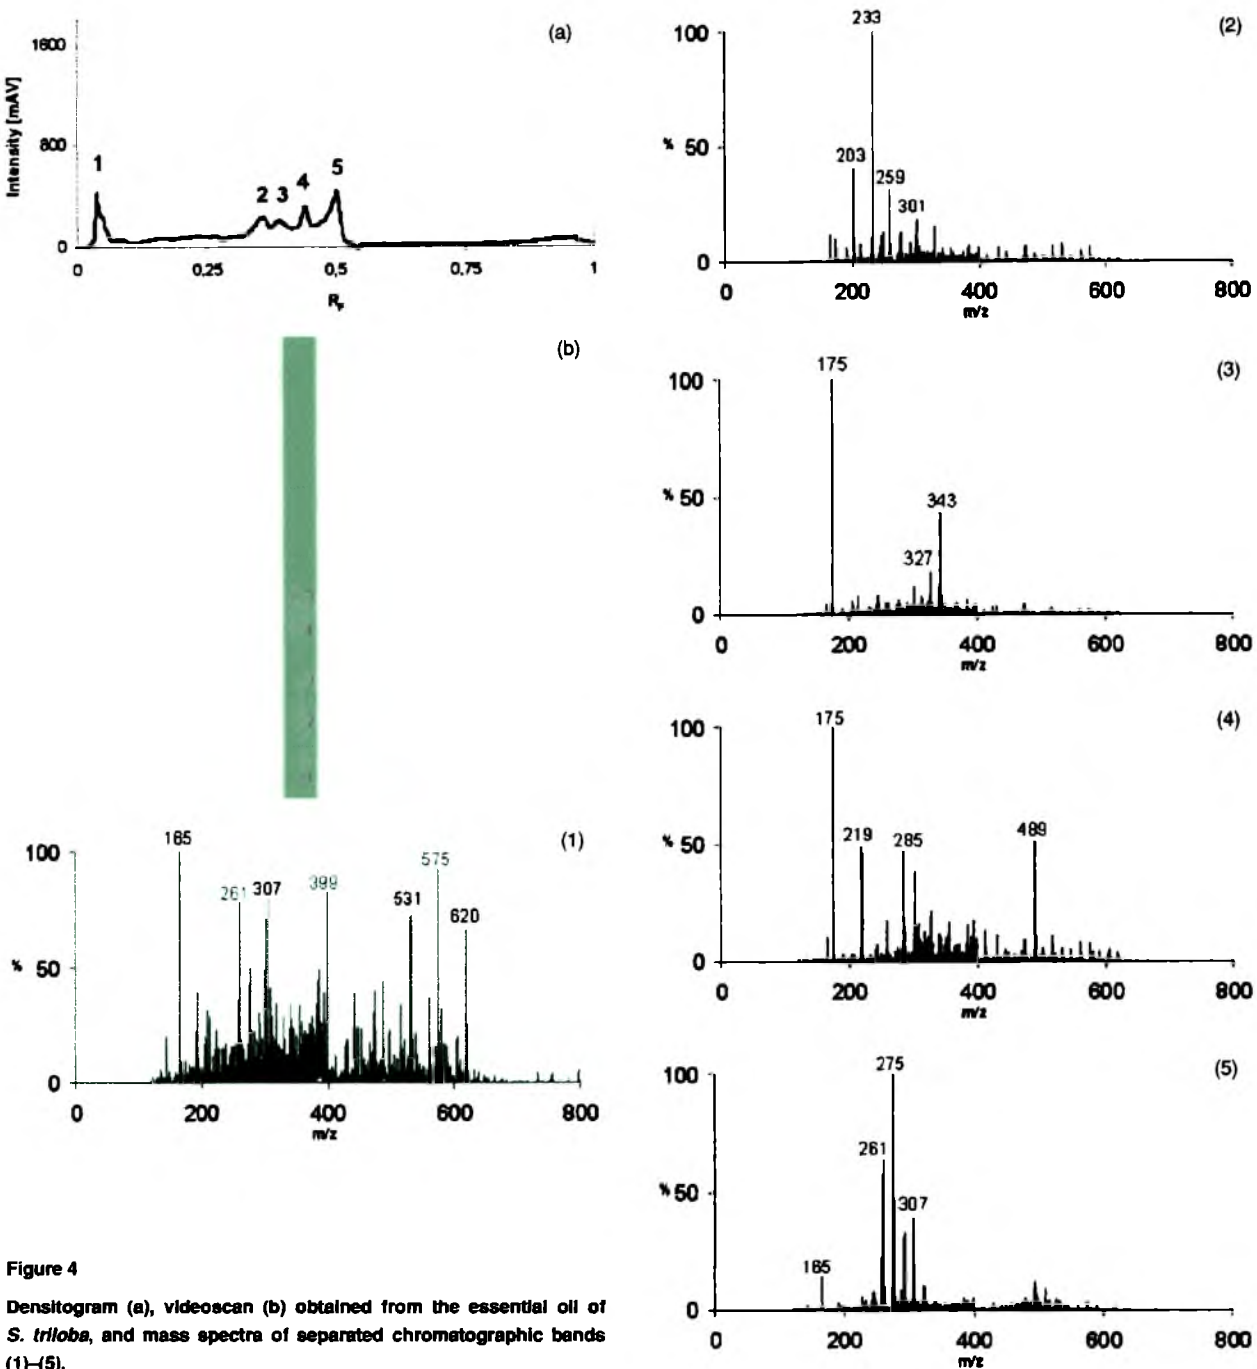 (a)
Intensity [mAV]
1600
800
0
1 2 3 4 5
0 0,25 0,5 0,75 1
R_F
(b)
(1)
%
100
50
0
165 261 307 399 531 575 620
0 200 400 600 800
m/z
Figure 4
Densitogram (a), videoscan (b) obtained from the essential oil of
S. triloba, and mass spectra of separated chromatographic bands
(1)–(5).
(2)
%
100
50
0
203 233 259 301
0 200 400 600 800
m/z
(3)
%
100
50
0
175 327 343
0 200 400 600 800
m/z
(4)
%
100
50
0
175 219 285 489
0 200 400 600 800
m/z
(5)
%
100
50
0
165 261 275 307
0 200 400 600 800
m/z